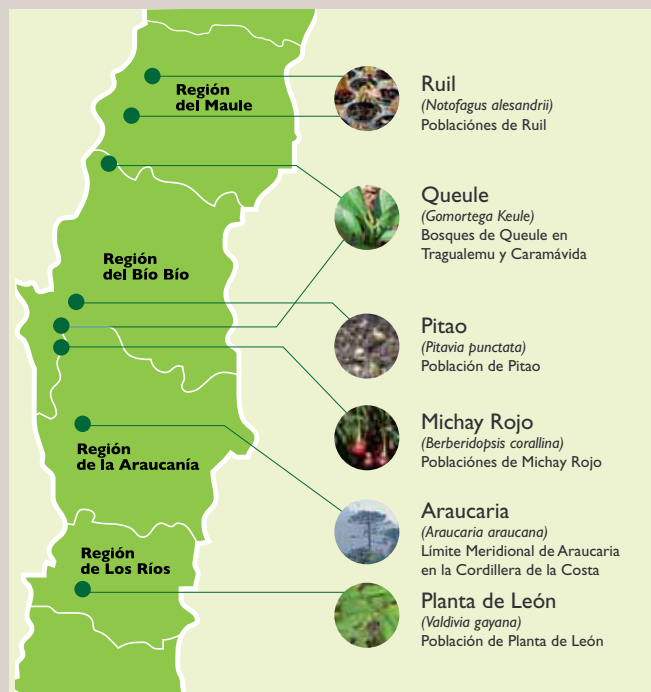 Región
del Maule
Región
del Bío Bío
Región
de la Araucanía
Región
de Los Ríos
Ruil
(Notofagus alesandrii)
Poblaciónes de Ruil
Queule
(Gomortega Keule)
Bosques de Queule en
Tragualemu y Caramávida
Pitao
(Pitavia punctata)
Población de Pitao
Michay Rojo
(Berberidopsis corallina)
Poblaciónes de Michay Rojo
Araucaria
(Araucaria araucana)
Límite Meridional de Araucaria
en la Cordillera de la Costa
Planta de León
(Valdivia gayana)
Población de Planta de León